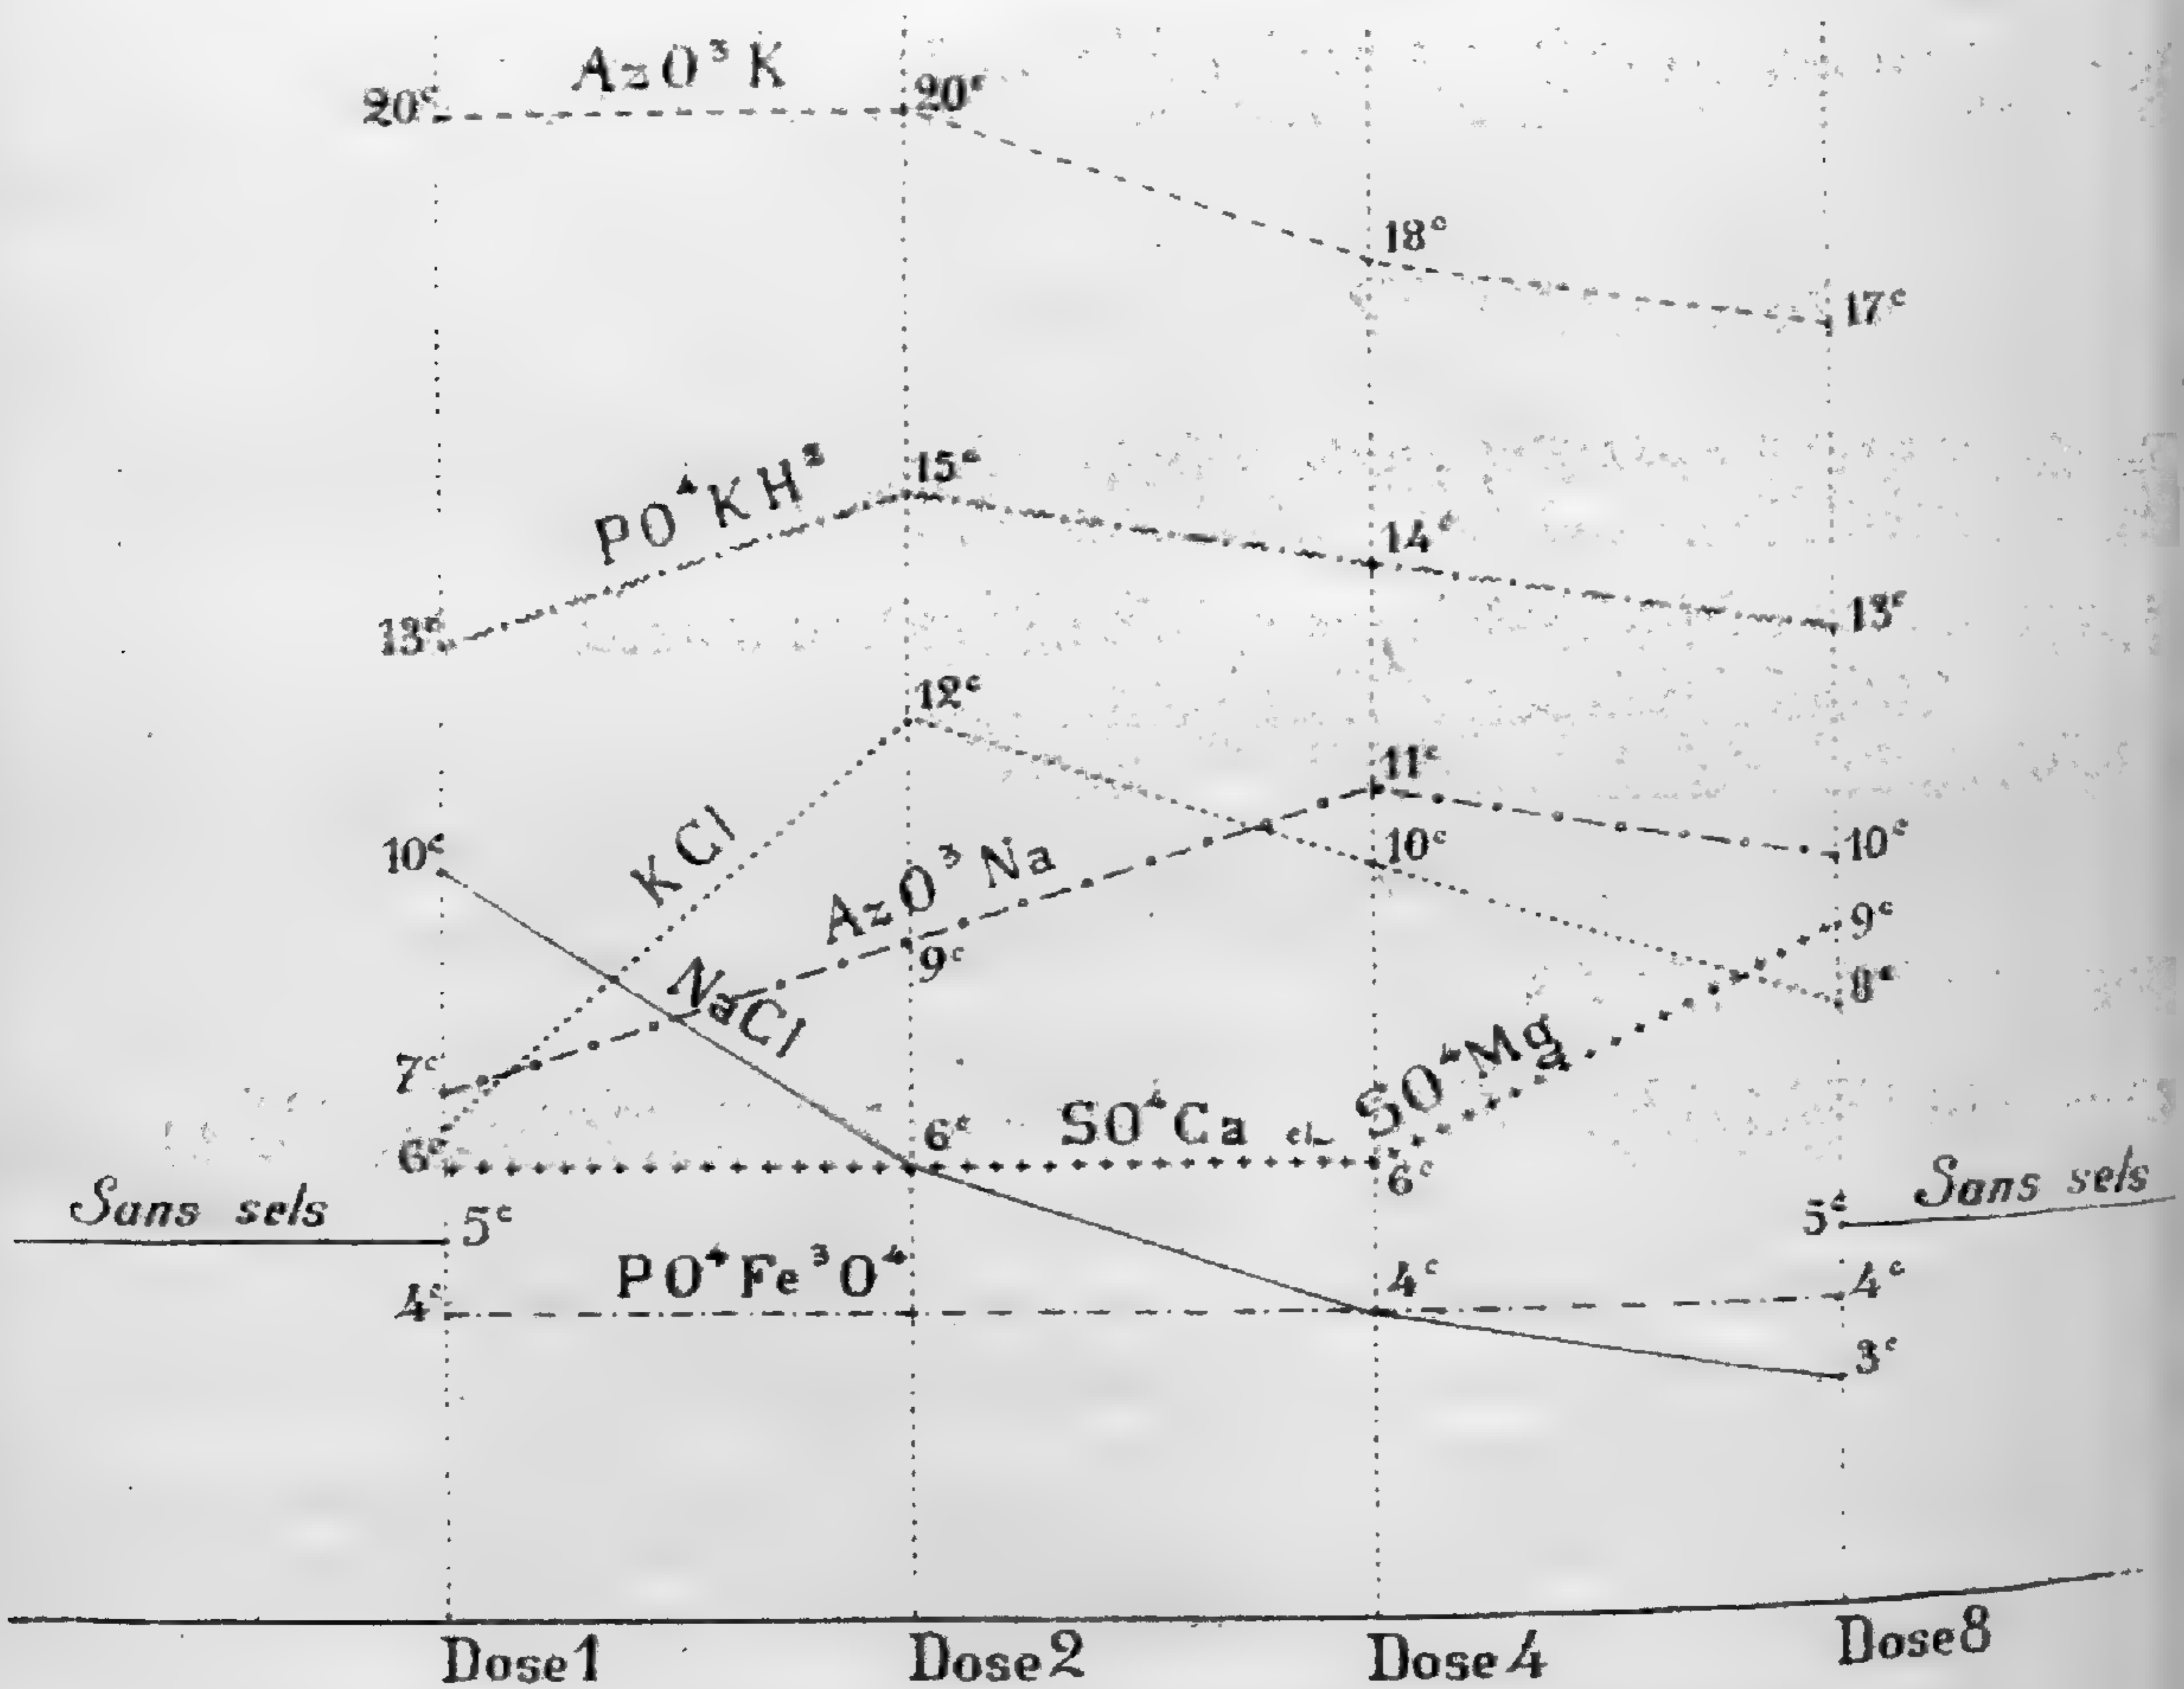 AzO³K
20ᶜ
20ᶜ
18ᶜ
17ᶜ
PO⁴KH²
15ᶜ
14ᶜ
13ᶜ
13ᶜ
12ᶜ
11ᶜ
10ᶜ
KCl
10ᶜ
10ᶜ
AzO³Na
9ᶜ
9ᶜ
NaCl
8ᶜ
7ᶜ
SO⁴Mg
SO⁴Ca et
6ᶜ
6ᶜ
6ᶜ
Sans sels
5ᶜ
5ᶜ
Sans sels
PO⁴Fe³O⁴
4ᶜ
4ᶜ
4ᶜ
3ᶜ
Dose 1
Dose 2
Dose 4
Dose 8